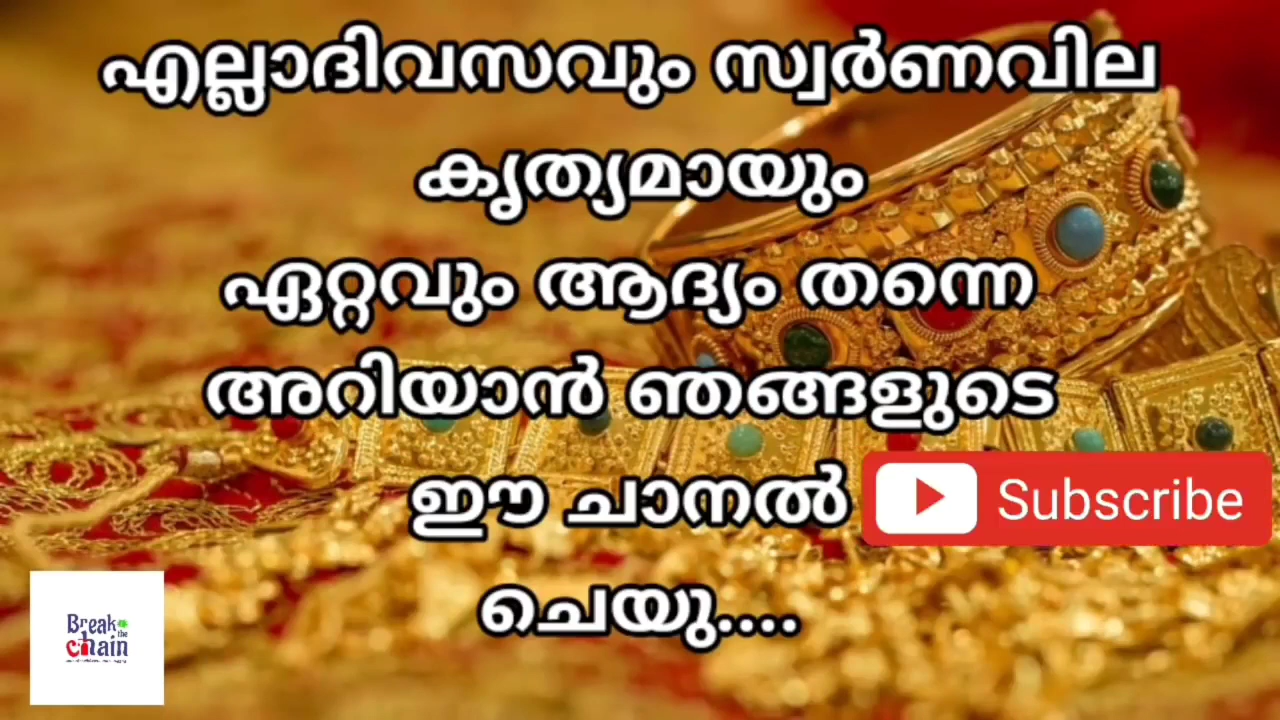 എല്ലാദിവസവും സ്വർണവില
കൃത്യമായും
ഏറ്റവും ആദ്യം തന്നെ
അറിയാൻ ഞങ്ങളുടെ
ഈ ചാനൽ Subscribe
ചെയു....
Break
the
chain